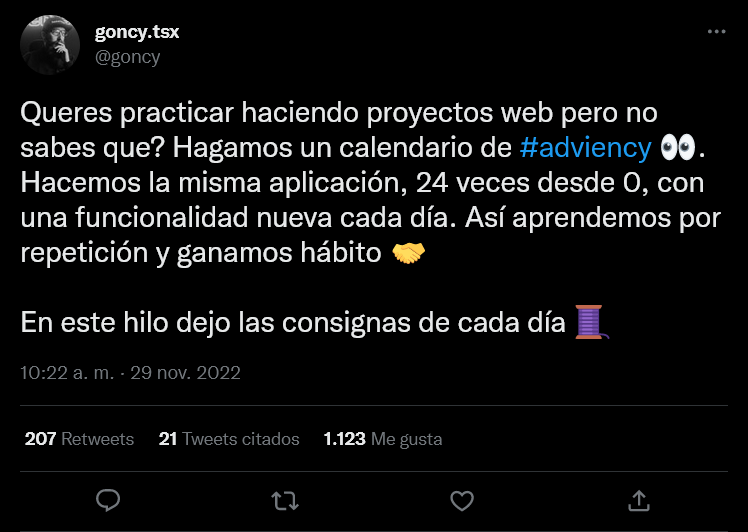 goncy.tsx
@goncy
Queres practicar haciendo proyectos web pero no
sabes que? Hagamos un calendario de #adviency 👀.
Hacemos la misma aplicación, 24 veces desde 0, con
una funcionalidad nueva cada día. Así aprendemos por
repetición y ganamos hábito 🤝
En este hilo dejo las consignas de cada día 🧵
10:22 a. m. · 29 nov. 2022
207 Retweets 21 Tweets citados 1.123 Me gusta